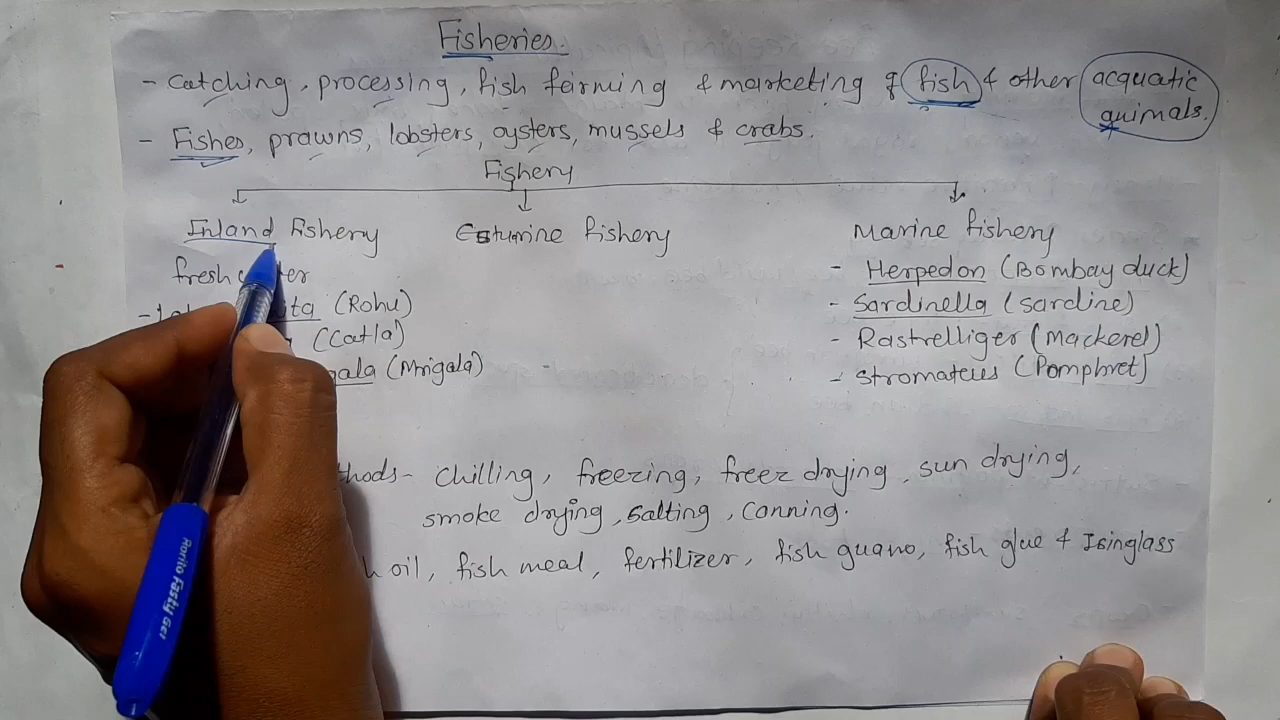 Fisheries.
- Catching, processing, fish farming & marketing of fish & other acquatic animals.
- Fishes, prawns, lobsters, oysters, mussels & crabs.
Fishery
Inland Fishery Esturine fishery Marine fishery
fresh
- Herpedon (Bombay duck)
(Rohu) - Sardinella (sardine)
(Catla) - Rastrelliger (Mackerel)
(Mrigala) - Stromateus (Pomphret)
- Chilling, freezing, freez drying, sun drying,
smoke drying, salting, canning.
oil, fish meal, fertilizer, fish guano, fish glue & Isinglass
Rorito Fasty Gel